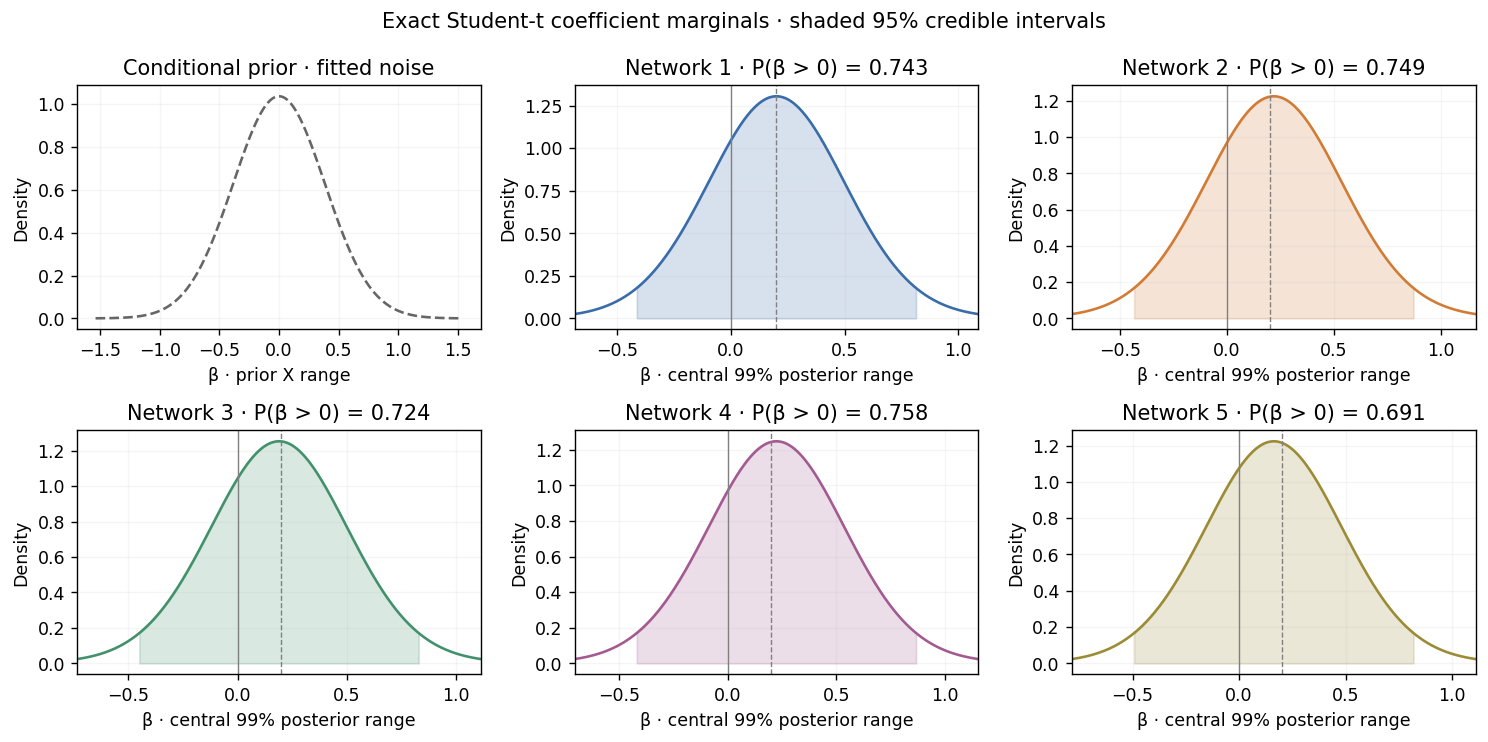 Exact Student-t coefficient marginals · shaded 95% credible intervals
Conditional prior · fitted noise
Density
1.0
0.8
0.6
0.4
0.2
0.0
−1.5 −1.0 −0.5 0.0 0.5 1.0 1.5
β · prior X range
Network 1 · P(β > 0) = 0.743
Density
1.25
1.00
0.75
0.50
0.25
0.00
−0.5 0.0 0.5 1.0
β · central 99% posterior range
Network 2 · P(β > 0) = 0.749
Density
1.2
1.0
0.8
0.6
0.4
0.2
0.0
−0.5 0.0 0.5 1.0
β · central 99% posterior range
Network 3 · P(β > 0) = 0.724
Density
1.2
1.0
0.8
0.6
0.4
0.2
0.0
−0.5 0.0 0.5 1.0
β · central 99% posterior range
Network 4 · P(β > 0) = 0.758
Density
1.2
1.0
0.8
0.6
0.4
0.2
0.0
−0.5 0.0 0.5 1.0
β · central 99% posterior range
Network 5 · P(β > 0) = 0.691
Density
1.2
1.0
0.8
0.6
0.4
0.2
0.0
−0.5 0.0 0.5 1.0
β · central 99% posterior range